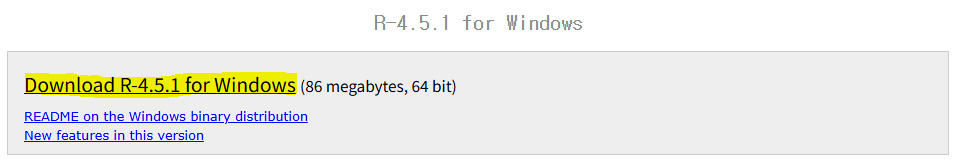 R-4.5.1 for Windows
Download R-4.5.1 for Windows (86 megabytes, 64 bit)
README on the Windows binary distribution
New features in this version